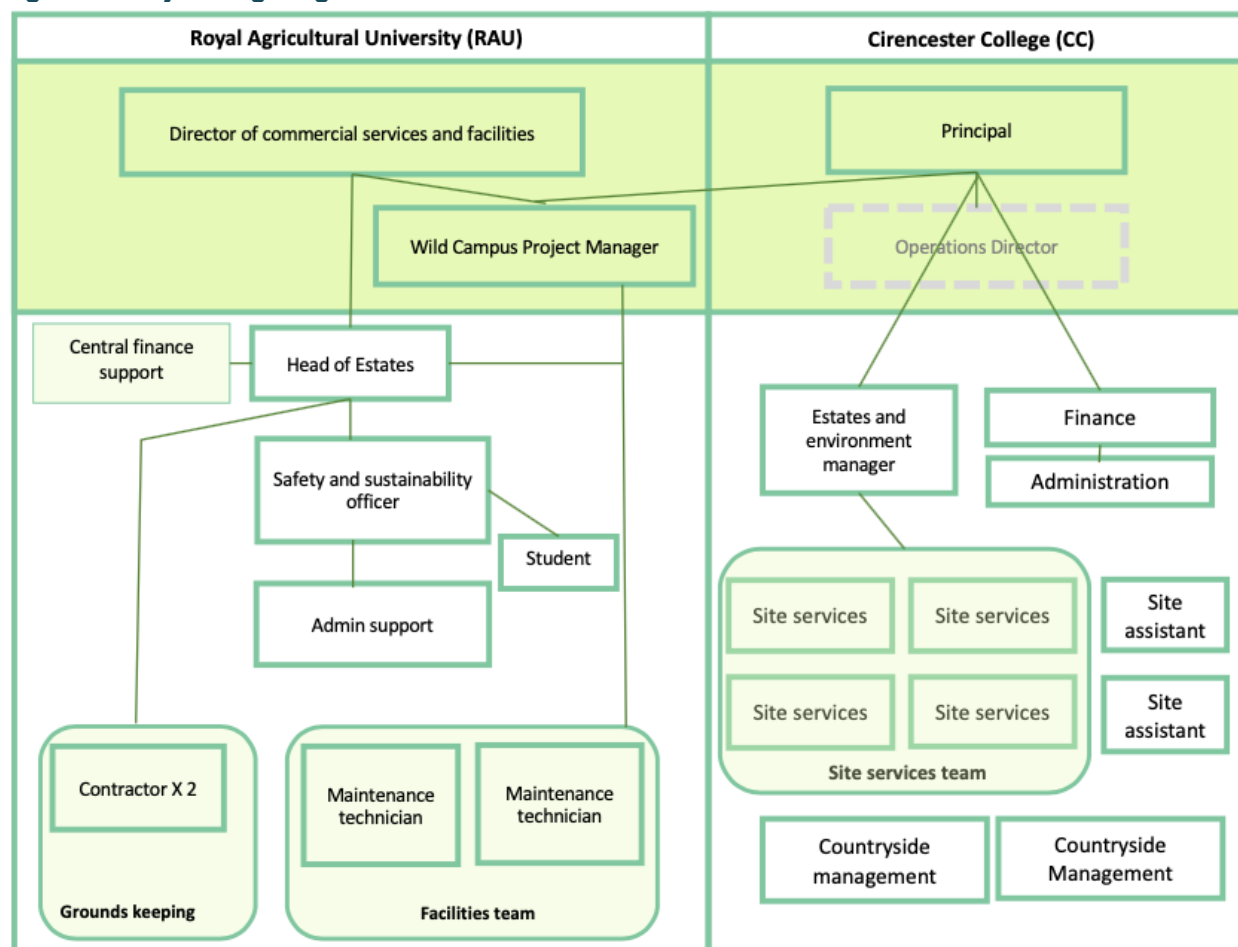 Royal Agricultural University (RAU)
Cirencester College (CC)
Director of commercial services and facilities
Principal
Wild Campus Project Manager
Operations Director
Central finance
support
Head of Estates
Estates and
environment
manager
Finance
Administration
Safety and sustainability
officer
Student
Admin support
Site services
Site services
Site
assistant
Site services
Site services
Site
assistant
Site services team
Contractor X 2
Maintenance
technician
Maintenance
technician
Grounds keeping
Facilities team
Countryside
management
Countryside
Management